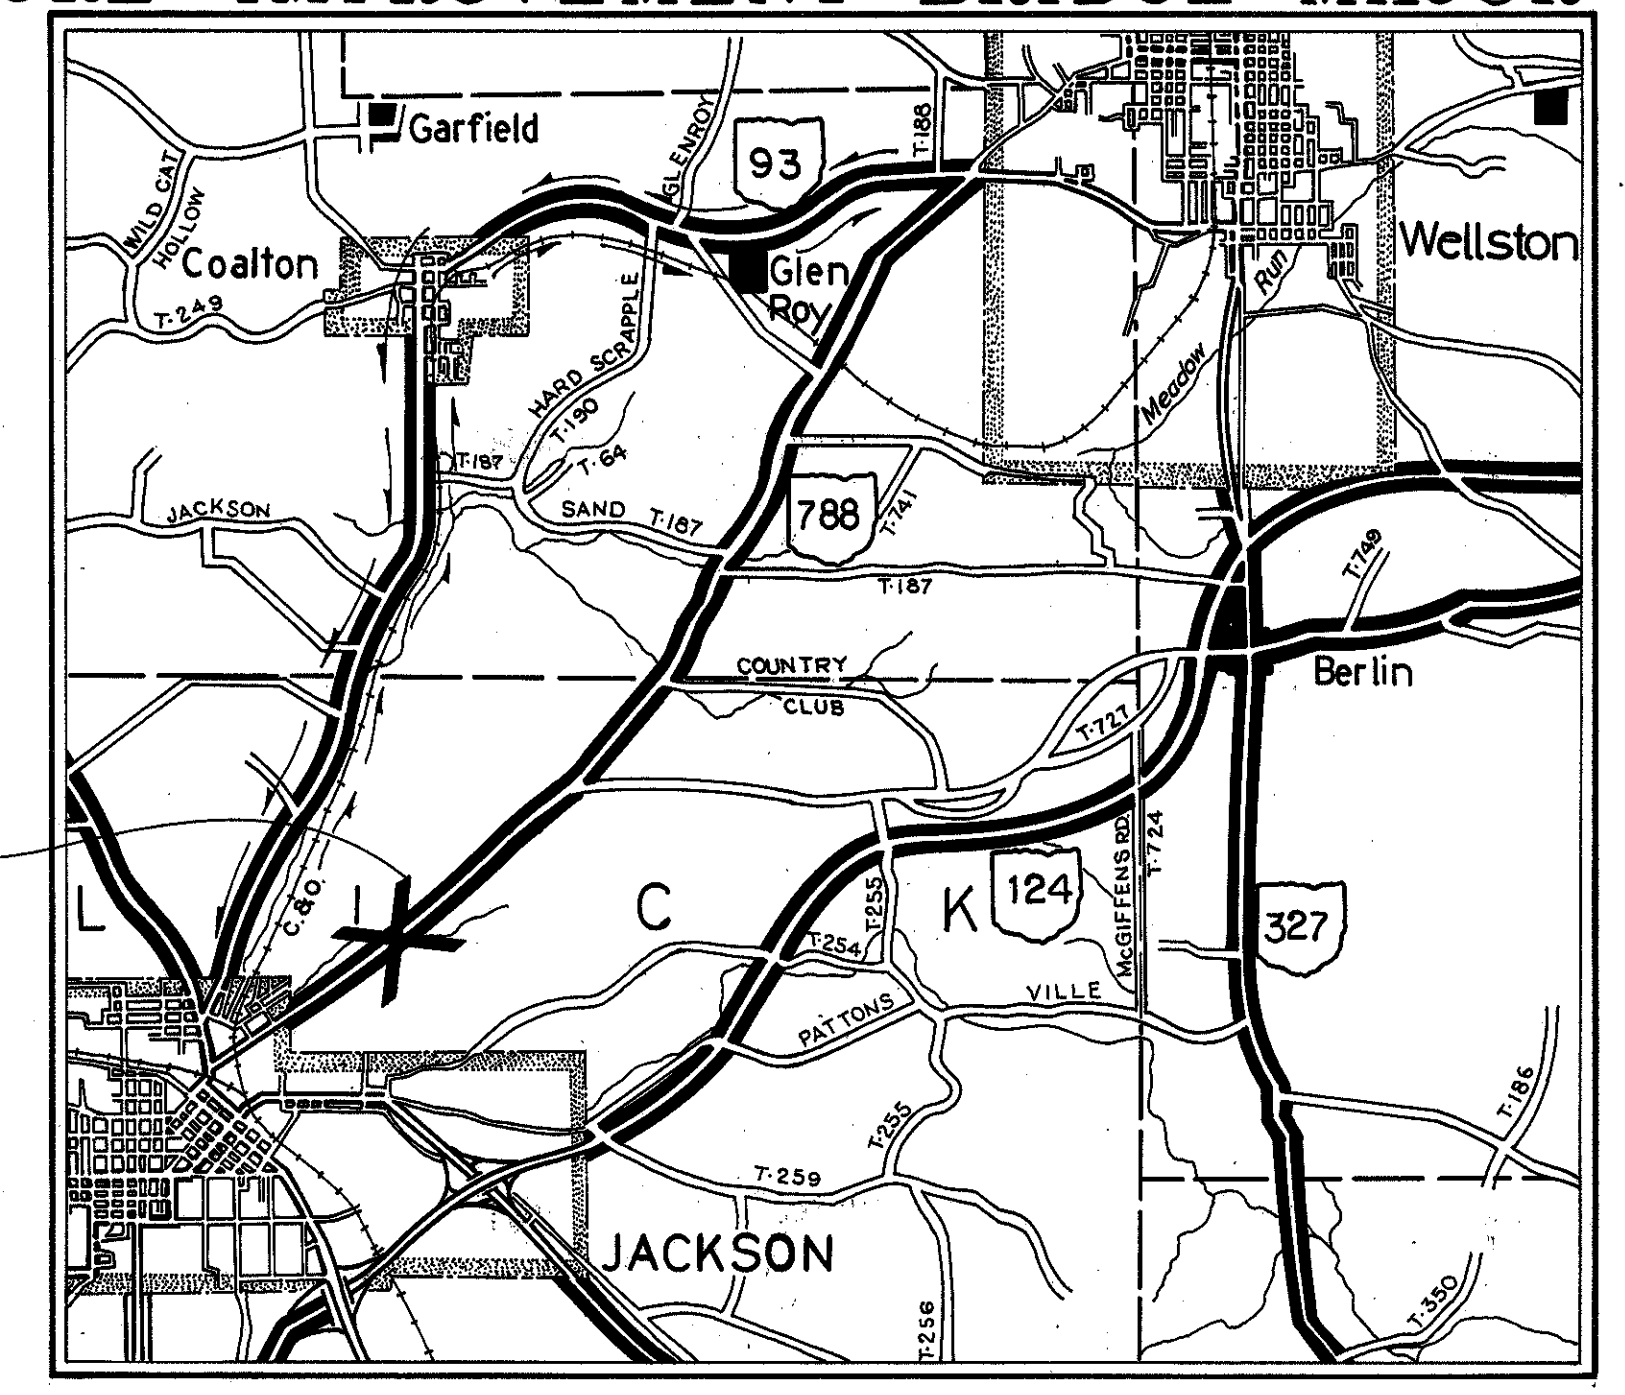 Garfield
GLENROY
93
T-188
WILD CAT
HOLLOW
Coalton
Glen
Roy
Wellston
Run
T-249
HARD SCRAPPLE
T-190
Meadow
T-187
T-64
JACKSON
SAND T-187
788
T-741
T-187
T-749
COUNTRY
CLUB
Berlin
T-727
McGIFFENS RD.
T-724
C.&O.
L I C K
124
327
T-255
T-254
PATTONS VILLE
T-186
T-255
T-259
JACKSON
T-256
T-350